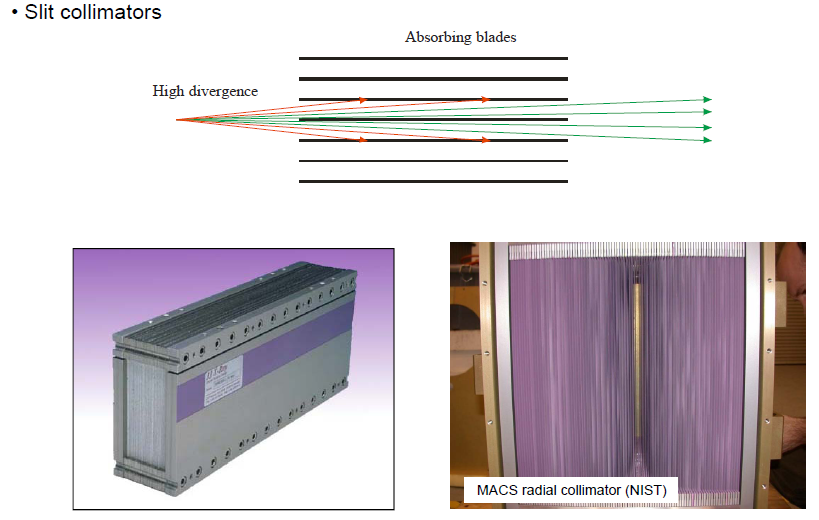 • Slit collimators
Absorbing blades
High divergence
MACS radial collimator (NIST)